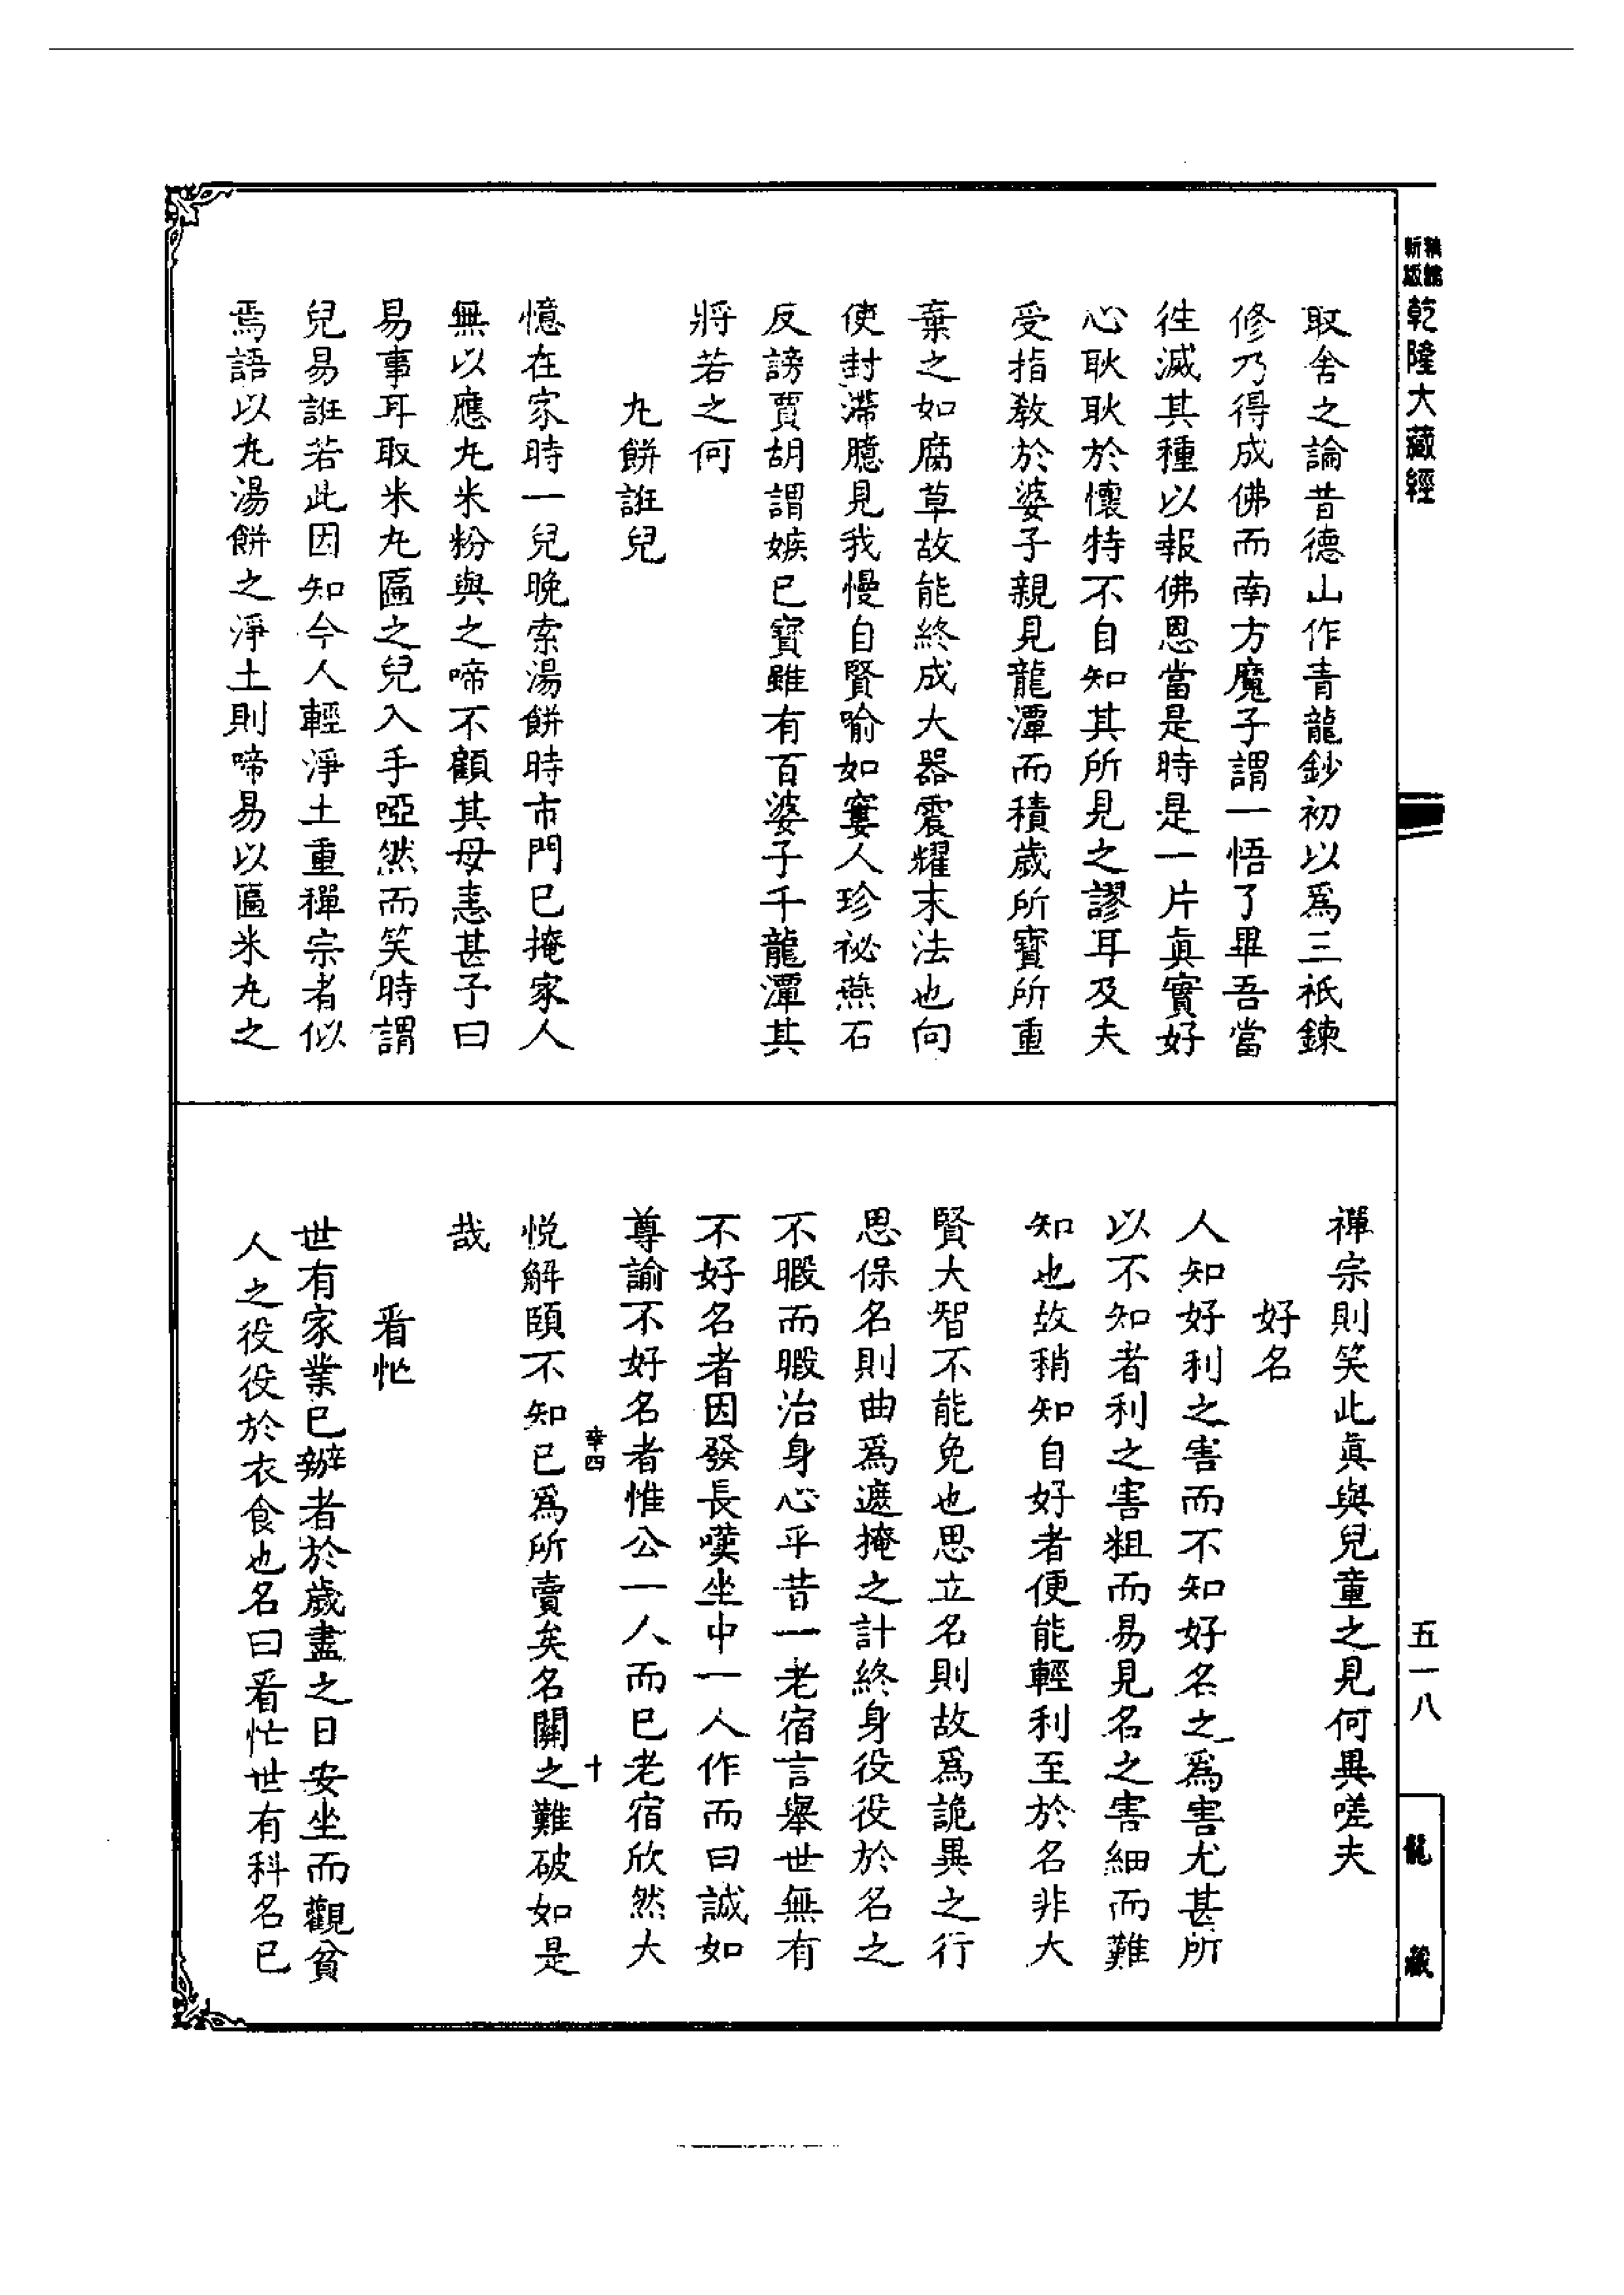 新版
精鐫
乾隆大藏經
五一八
龍藏
取舍之論昔德山作青龍鈔初以爲三祇鍊
修乃得成佛而南方魔子謂一悟了畢吾當
徃滅其種以報佛恩當是時是一片眞實好
心耿耿於懷特不自知其所見之謬耳及夫
受指教於婆子親見龍潭而積歲所寶所重
棄之如腐草故能終成大器震耀末法也向
使封滯臆見我慢自賢喻如窶人珍祕燕石
反謗賈胡謂嫉已寶雖有百婆子千龍潭其
將若之何
丸餅誑兒
憶在家時一兒晚索湯餅時市門已掩家人
無以應丸米粉與之啼不顧其母恚甚子曰
易事耳取米丸匾之兒入手啞然而笑時謂
兒易誑若此因知今人輕淨土重禪宗者似
焉語以丸湯餅之淨土則啼易以匾米丸之
禪宗則笑此眞與兒童之見何異嗟夫
好名
人知好利之害而不知好名之爲害尤甚所
以不知者利之害粗而易見名之害細而難
知也故稍知自好者便能輕利至於名非大
賢大智不能免也思立名則故爲詭異之行
思保名則曲爲遮掩之計終身役役於名之
不暇而暇治身心乎昔一老宿言舉世無有
不好名者因發長嘆坐中一人作而曰誠如
尊諭不好名者惟公一人而已老宿欣然大
悅解頤不知已爲所賣矣名關之難破如是
哉
看忙
世有家業已辦者於歲盡之日安坐而觀貧
人之役役於衣食也名曰看忙世有科名已
四
十